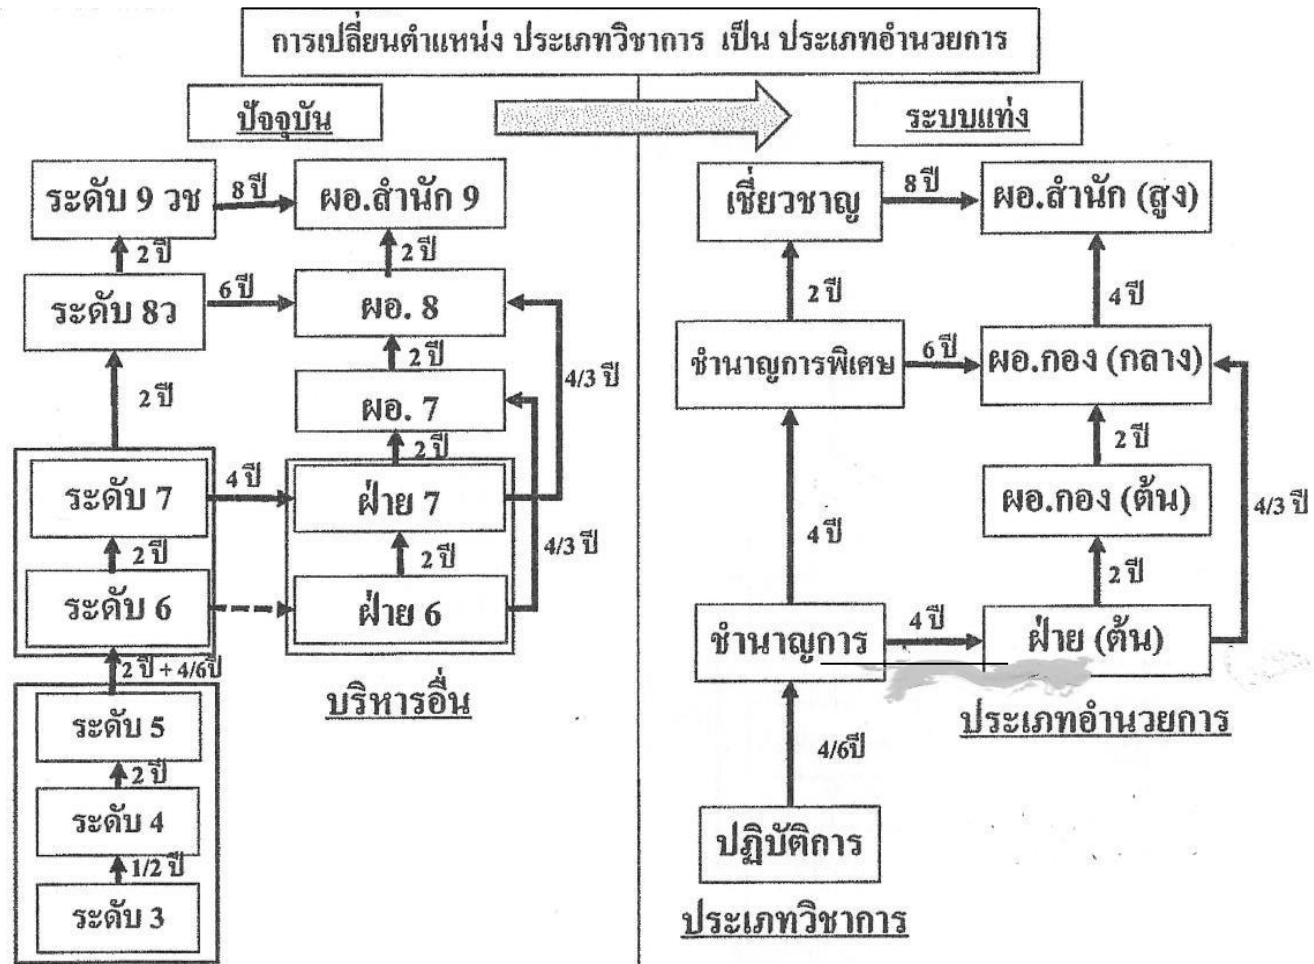 การเปลี่ยนตำแหน่ง ประเภทวิชาการ เป็น ประเภทอำนวยการ
ปัจจุบัน
ระดับ 9 วช
8 ปี
ผอ.สำนัก 9
2 ปี
2 ปี
ระดับ 8ว
6 ปี
ผอ. 8
2 ปี
2 ปี
4/3 ปี
ผอ. 7
2 ปี
ระดับ 7
4 ปี
ฝ่าย 7
2 ปี
2 ปี
4/3 ปี
ระดับ 6
ฝ่าย 6
2 ปี + 4/6ปี
บริหารอื่น
ระดับ 5
2 ปี
ระดับ 4
1/2 ปี
ระดับ 3
ระบบแท่ง
เชี่ยวชาญ
8 ปี
ผอ.สำนัก (สูง)
2 ปี
4 ปี
ชำนาญการพิเศษ
6 ปี
ผอ.กอง (กลาง)
2 ปี
ผอ.กอง (ต้น)
4/3 ปี
4 ปี
2 ปี
ชำนาญการ
4 ปี
ฝ่าย (ต้น)
ประเภทอำนวยการ
4/6ปี
ปฏิบัติการ
ประเภทวิชาการ